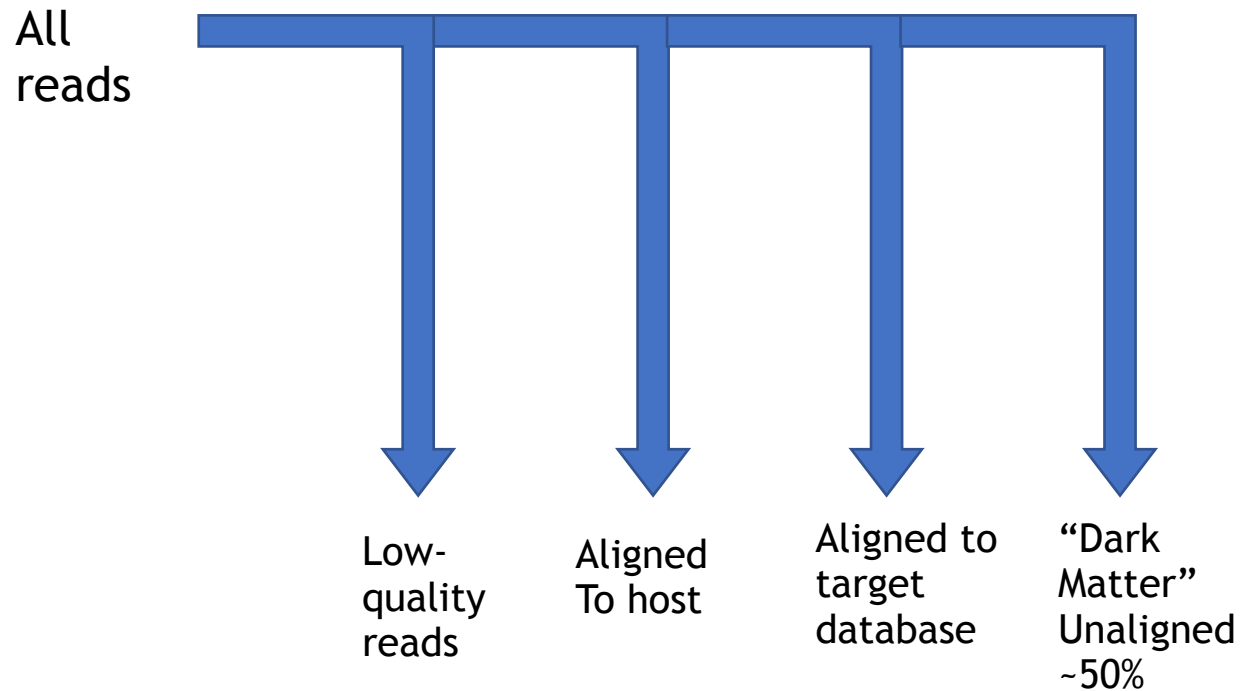 All
reads
Low-
quality
reads
Aligned
To host
Aligned to
target
database
“Dark
Matter”
Unaligned
~50%